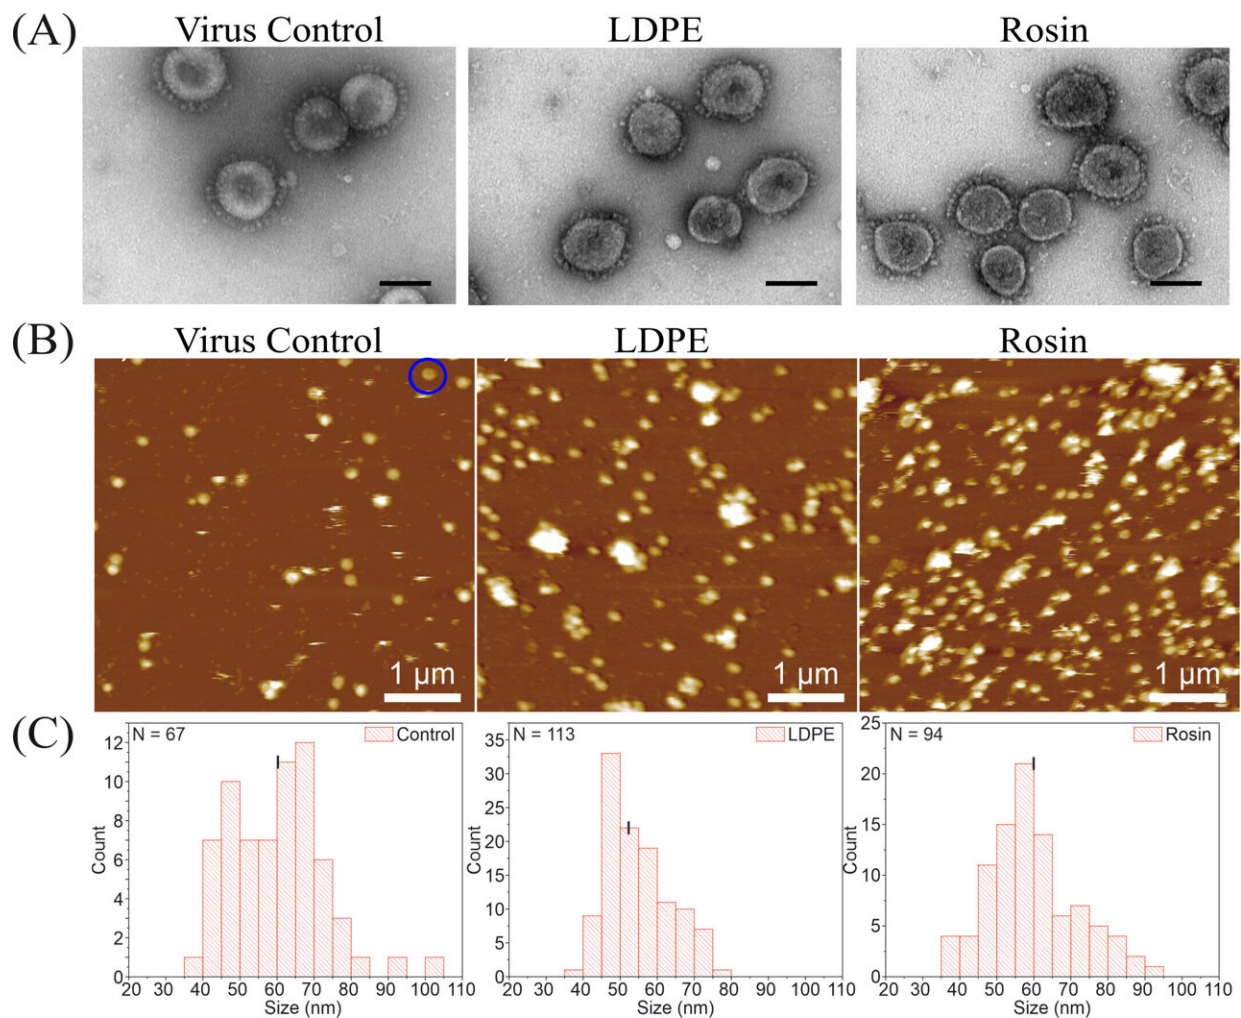 (A)
Virus Control
LDPE
Rosin
(B)
Virus Control
LDPE
Rosin
1 µm
1 µm
1 µm
(C)
N = 67
Control
Count
12
10
8
6
4
2
0
20 30 40 50 60 70 80 90 100 110
Size (nm)
N = 113
LDPE
Count
35
30
25
20
15
10
5
0
20 30 40 50 60 70 80 90 100 110
Size (nm)
N = 94
Rosin
Count
25
20
15
10
5
0
20 30 40 50 60 70 80 90 100 110
Size (nm)